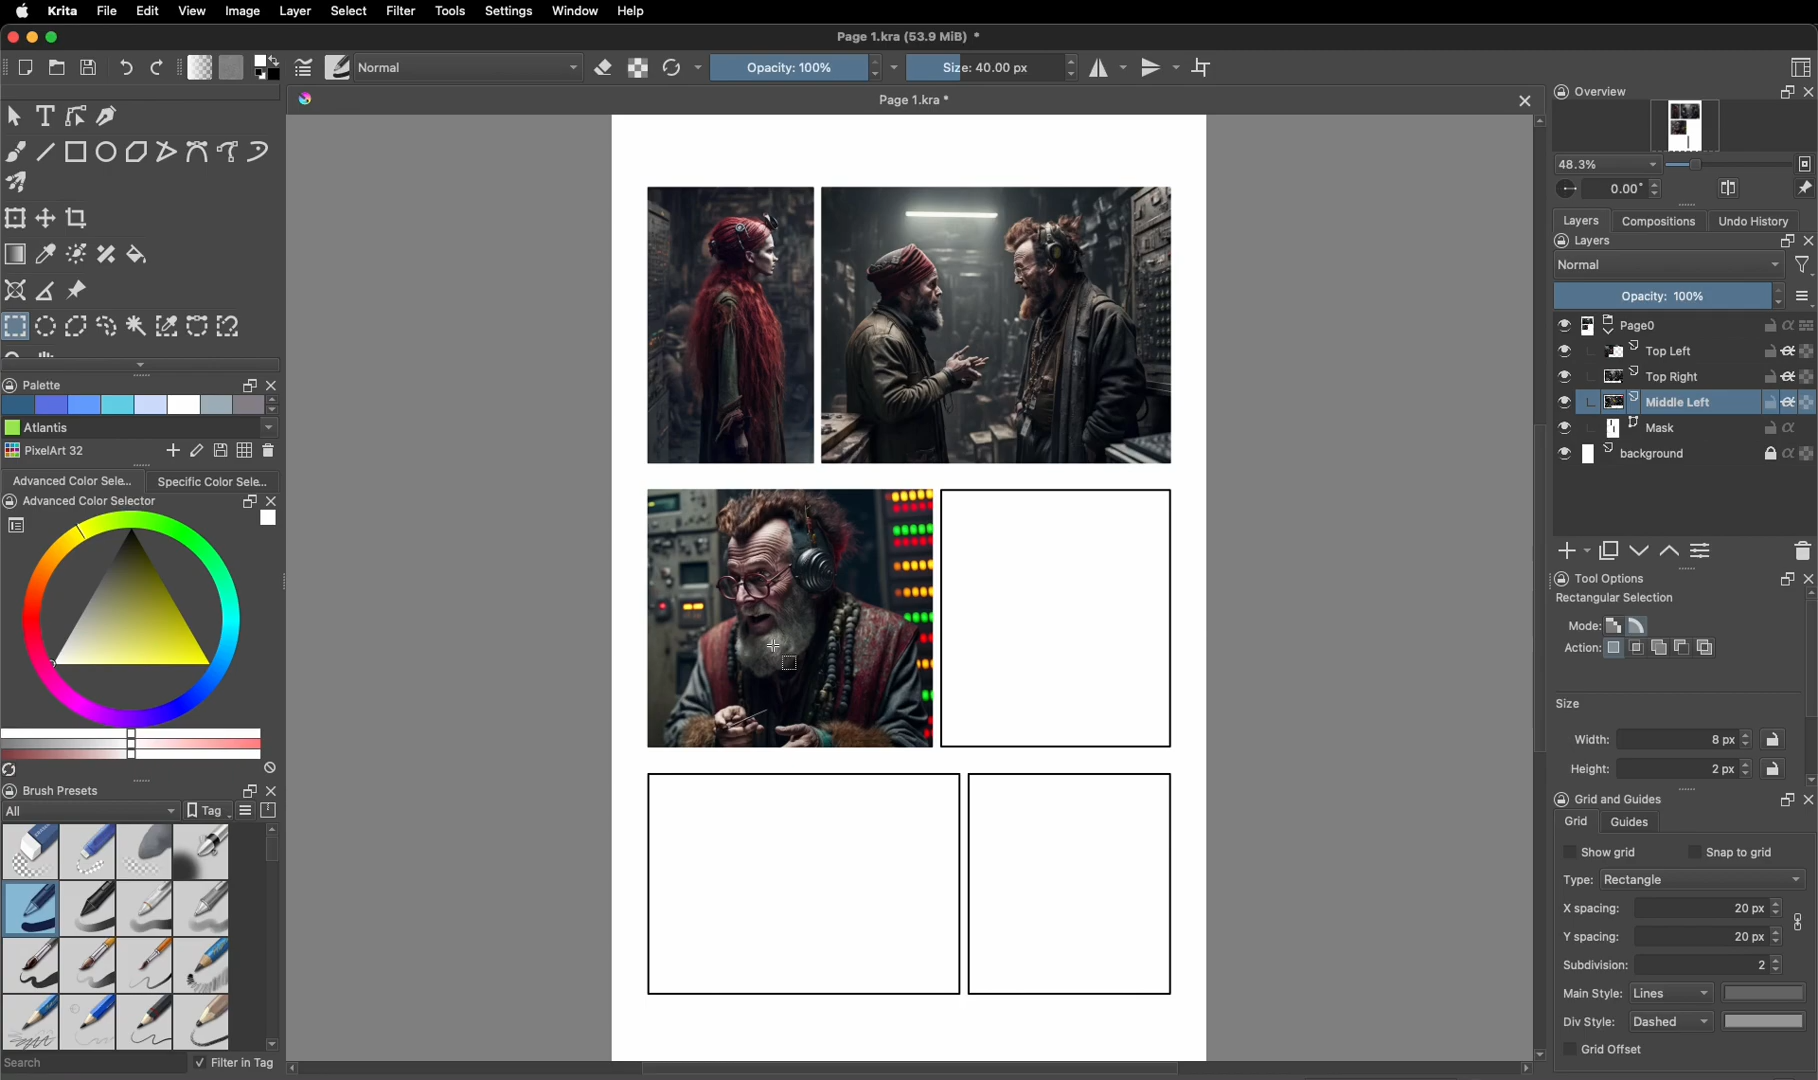 Krita File Edit View Image Layer Select Filter Tools Settings Window Help
Page 1.kra (53.9 MiB) *
Normal Opacity: 100% Size: 40.00 px
Page 1.kra *
Palette
Atlantis
PixelArt 32
Advanced Color Sele... Specific Color Sele...
Advanced Color Selector
Brush Presets
All Tag
Search Filter in Tag
Overview
48.3%
0.00°
Layers Compositions Undo History
Layers
Normal
Opacity: 100%
Page0
Top Left
Top Right
Middle Left
Mask
background
Tool Options
Rectangular Selection
Mode:
Action:
Size
Width: 8 px
Height: 2 px
Grid and Guides
Grid Guides
Show grid Snap to grid
Type: Rectangle
X spacing: 20 px
Y spacing: 20 px
Subdivision: 2
Main Style: Lines
Div Style: Dashed
Grid Offset